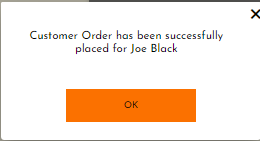 Customer Order has been successfully
placed for Joe Black
OK